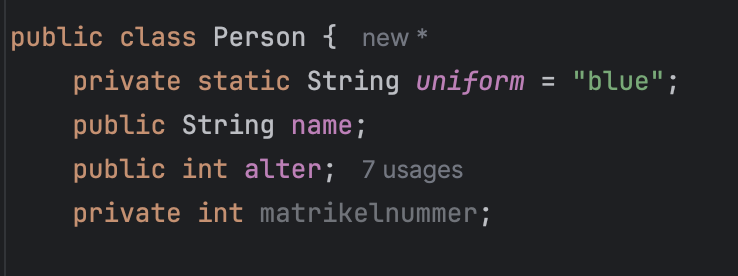 public class Person { new *
private static String uniform = "blue";
public String name;
public int alter; 7 usages
private int matrikelnummer;